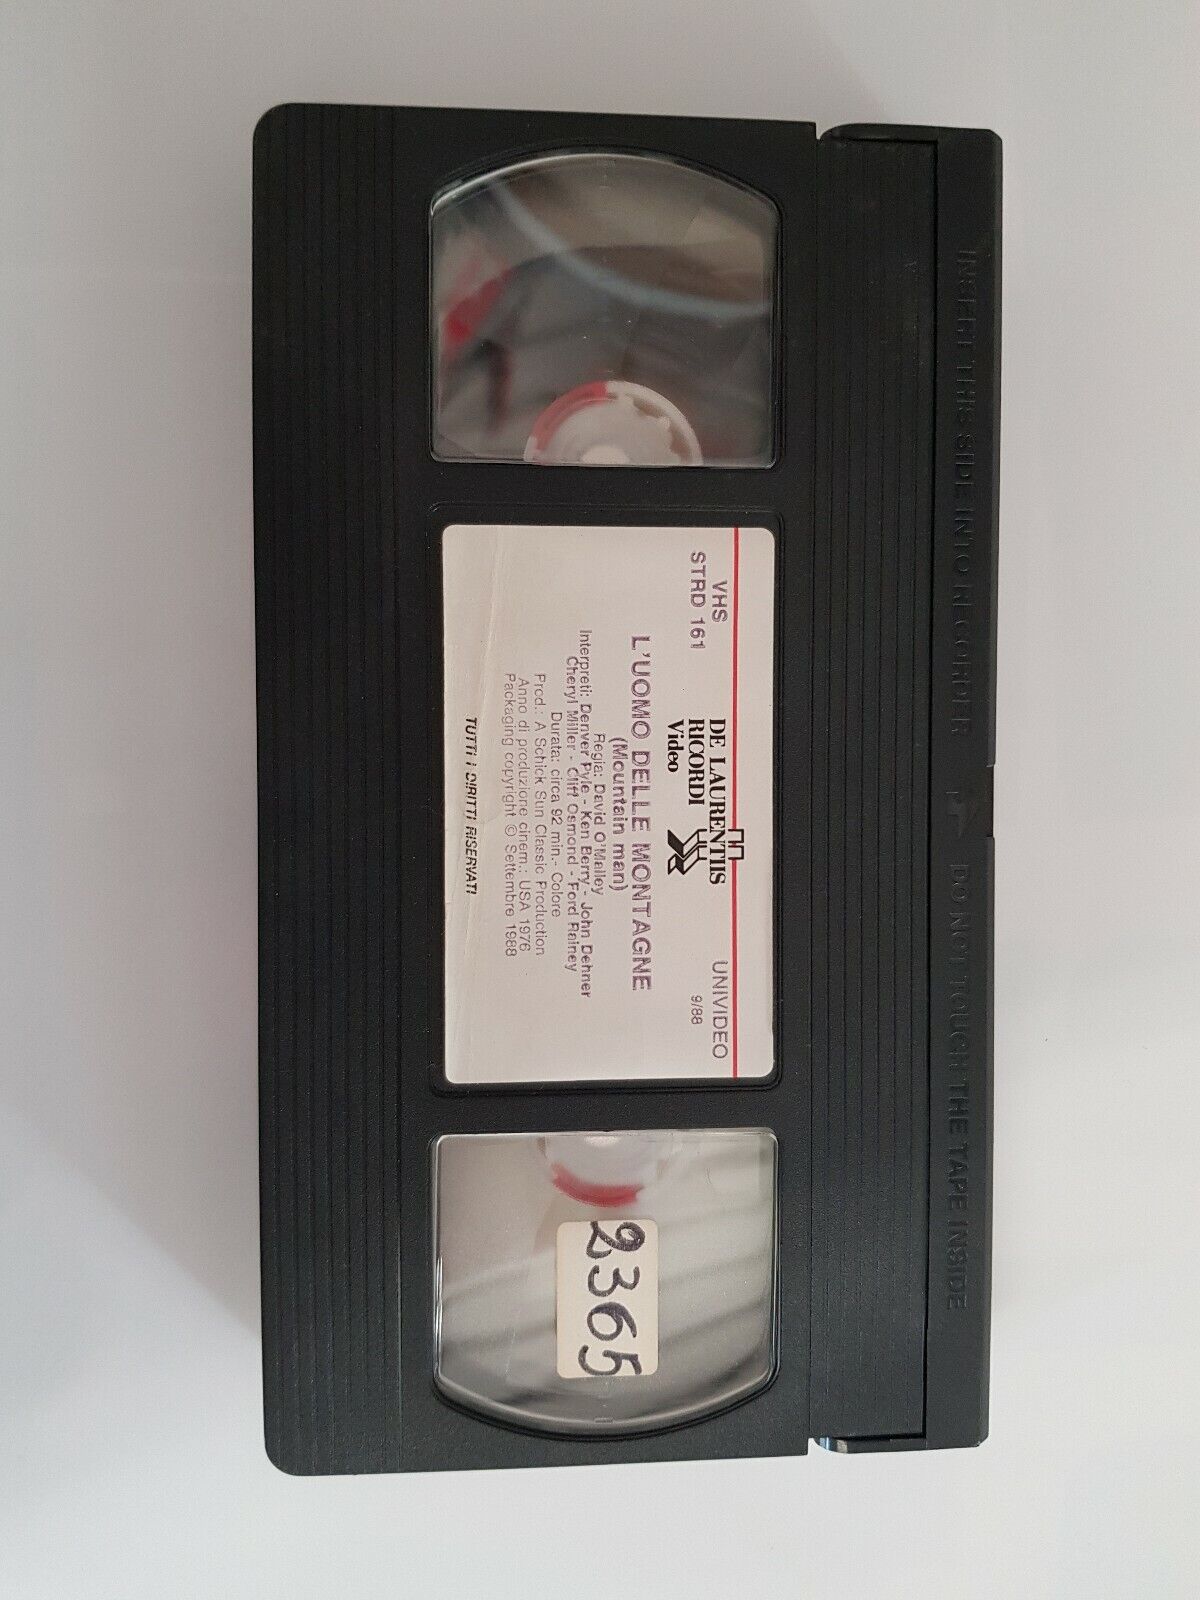 INSERT THIS SIDE INTO RECORDER
DO NOT TOUCH THE TAPE INSIDE
VHS
STRD 161
DE LAURENTIIS
RICORDI
Video
UNIVIDEO
9/88
L'UOMO DELLE MONTAGNE
(Mountain man)
Regia: David O'Malley
Interpreti: Denver Pyle - Ken Berry - John Dehner
Cheryl Miller - Cliff Osmond - Ford Rainey
Durata: circa 92 min.- Colore
Prod.: A Schick Sun Classic Production
Anno di produzione cinem.: USA 1976
Packaging copyright © Settembre 1988
TUTTI I DIRITTI RISERVATI
2365